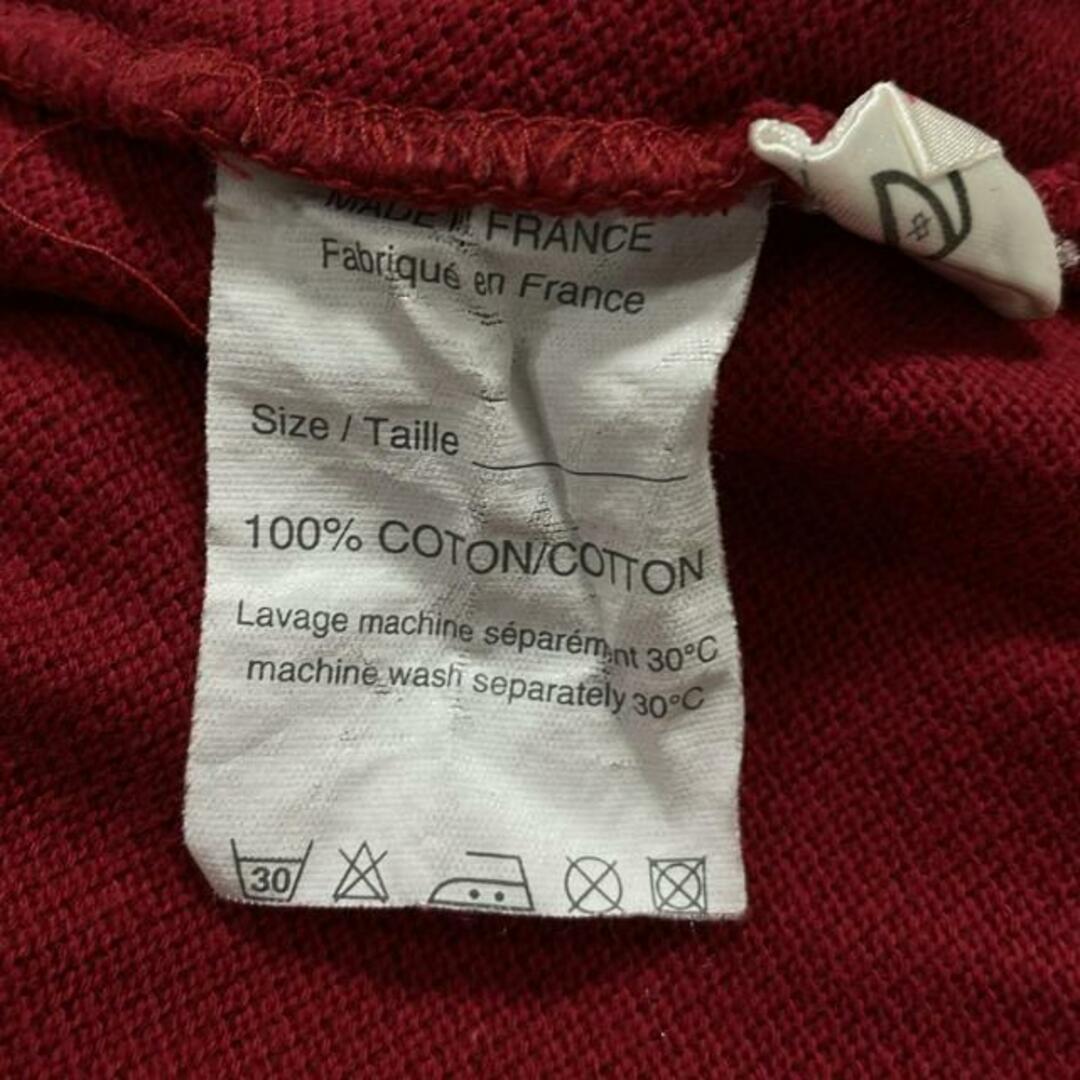 MADE IN FRANCE
Fabriqué en France
Size / Taille
100% COTON/COTTON
Lavage machine séparément 30°C
machine wash separately 30°C
30